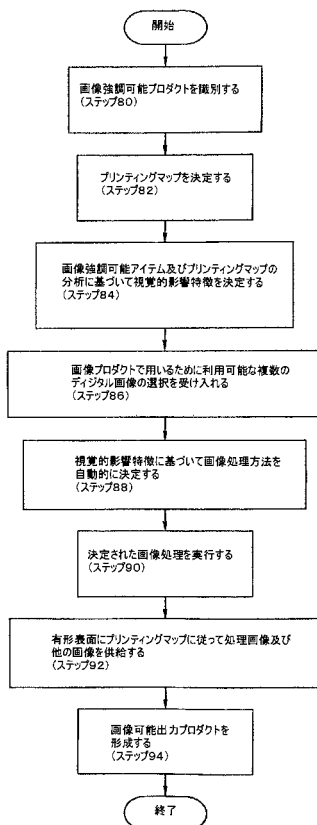 開始
画像強調可能プロダクトを識別する
(ステップ80)
プリンティングマップを決定する
(ステップ82)
画像強調可能アイテム及びプリンティングマップの
分析に基づいて視覚的影響特徴を決定する
(ステップ84)
画像プロダクトで用いるために利用可能な複数の
ディジタル画像の選択を受け入れる
(ステップ86)
視覚的影響特徴に基づいて画像処理方法を
自動的に決定する
(ステップ88)
決定された画像処理を実行する
(ステップ90)
有形表面にプリンティングマップに従って処理画像及び
他の画像を供給する
(ステップ92)
画像可能出力プロダクトを
形成する
(ステップ94)
終了